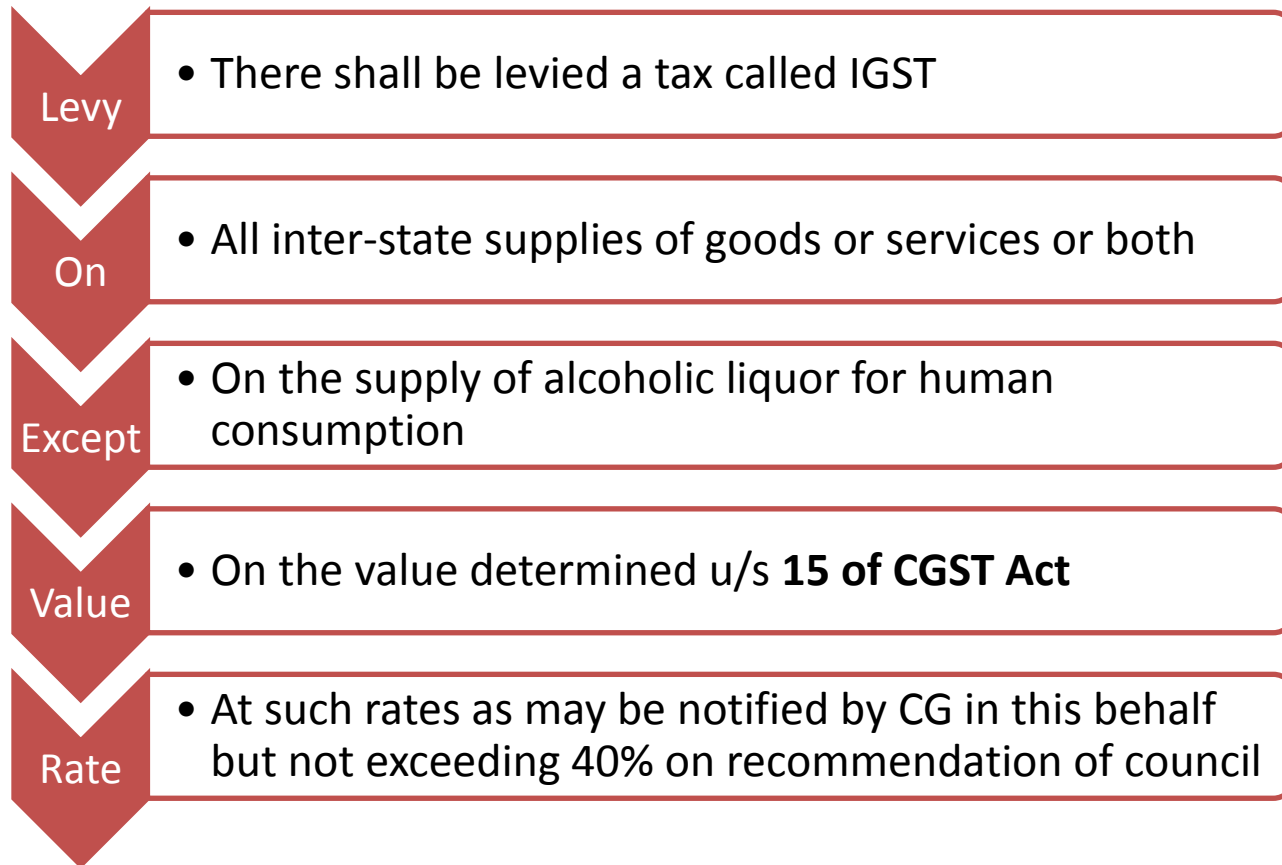 Levy
• There shall be levied a tax called IGST
On
• All inter-state supplies of goods or services or both
Except
• On the supply of alcoholic liquor for human
consumption
Value
• On the value determined u/s 15 of CGST Act
Rate
• At such rates as may be notified by CG in this behalf
but not exceeding 40% on recommendation of council